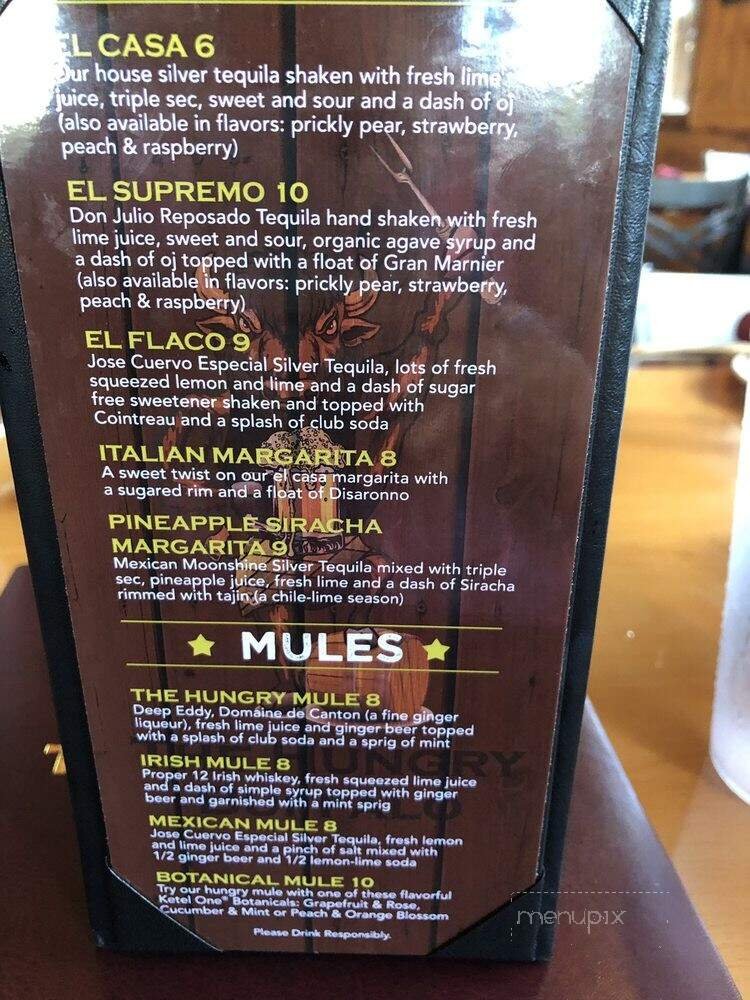 EL CASA 6
Our house silver tequila shaken with fresh lime
juice, triple sec, sweet and sour and a dash of oj
(also available in flavors: prickly pear, strawberry,
peach & raspberry)
EL SUPREMO 10
Don Julio Reposado Tequila hand shaken with fresh
lime juice, sweet and sour, organic agave syrup and
a dash of oj topped with a float of Gran Marnier
(also available in flavors: prickly pear, strawberry,
peach & raspberry)
EL FLACO 9
Jose Cuervo Especial Silver Tequila, lots of fresh
squeezed lemon and lime and a dash of sugar
free sweetener shaken and topped with
Cointreau and a splash of club soda
ITALIAN MARGARITA 8
A sweet twist on our el casa margarita with
a sugared rim and a float of Disaronno
PINEAPPLE SIRACHA
MARGARITA 9
Mexican Moonshine Silver Tequila mixed with triple
sec, pineapple juice, fresh lime and a dash of Siracha
rimmed with tajin (a chile-lime season)
MULES
THE HUNGRY MULE 8
Deep Eddy, Domaine de Canton (a fine ginger
liqueur), fresh lime juice and ginger beer topped
with a splash of club soda and a sprig of mint
IRISH MULE 8
Proper 12 Irish whiskey, fresh squeezed lime juice
and a dash of simple syrup topped with ginger
beer and garnished with a mint sprig
MEXICAN MULE 8
Jose Cuervo Especial Silver Tequila, fresh lemon
and lime juice and a pinch of salt mixed with
1/2 ginger beer and 1/2 lemon-lime soda
BOTANICAL MULE 10
Try our hungry mule with one of these flavorful
Ketel One® Botanicals: Grapefruit & Rose,
Cucumber & Mint or Peach & Orange Blossom
Please Drink Responsibly.
menupix